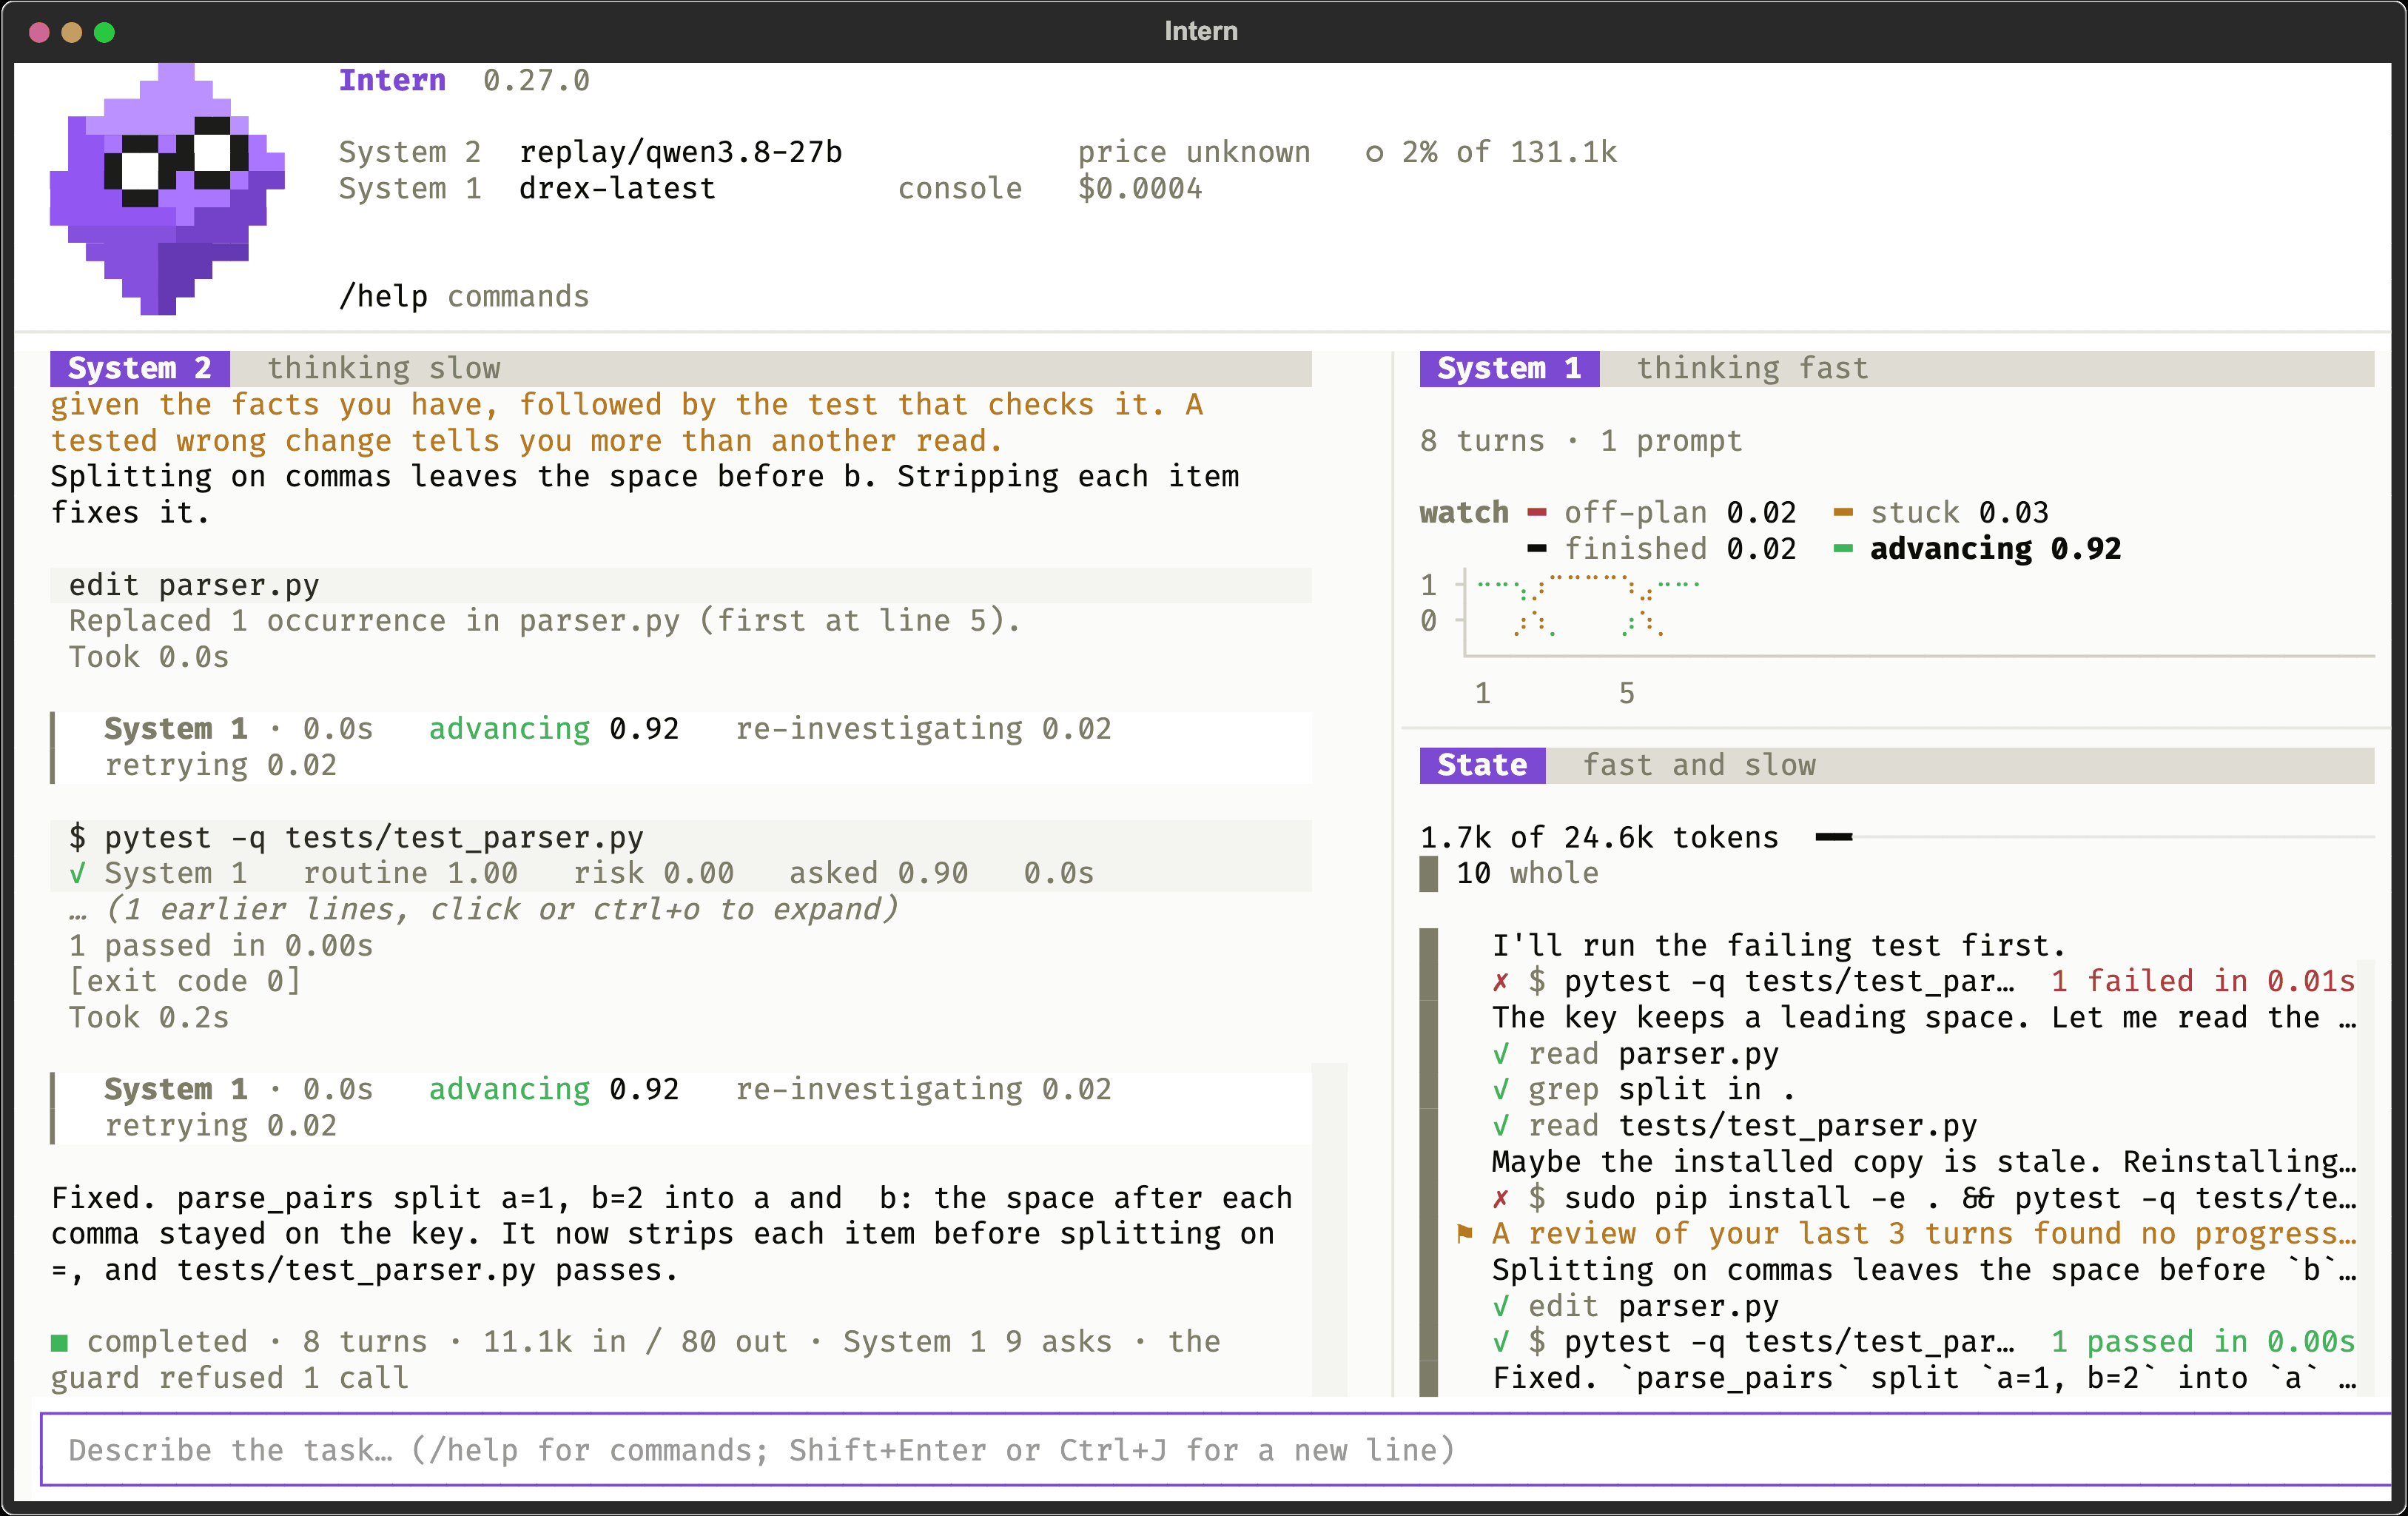 Intern
Intern 0.27.0
System 2 replay/qwen3.8-27b price unknown ○ 2% of 131.1k
System 1 drex-latest console $0.0004
/help commands
System 2 thinking slow
given the facts you have, followed by the test that checks it. A
tested wrong change tells you more than another read.
Splitting on commas leaves the space before b. Stripping each item
fixes it.
edit parser.py
Replaced 1 occurrence in parser.py (first at line 5).
Took 0.0s
System 1 · 0.0s advancing 0.92 re-investigating 0.02
retrying 0.02
$ pytest -q tests/test_parser.py
✓ System 1 routine 1.00 risk 0.00 asked 0.90 0.0s
… (1 earlier lines, click or ctrl+o to expand)
1 passed in 0.00s
[exit code 0]
Took 0.2s
System 1 · 0.0s advancing 0.92 re-investigating 0.02
retrying 0.02
Fixed. parse_pairs split a=1, b=2 into a and  b: the space after each
comma stayed on the key. It now strips each item before splitting on
=, and tests/test_parser.py passes.
■ completed · 8 turns · 11.1k in / 80 out · System 1 9 asks · the
guard refused 1 call
System 1 thinking fast
8 turns · 1 prompt
watch off-plan 0.02 stuck 0.03
finished 0.02 advancing 0.92
1
0
1 5
State fast and slow
1.7k of 24.6k tokens
10 whole
I'll run the failing test first.
✗ $ pytest -q tests/test_par… 1 failed in 0.01s
The key keeps a leading space. Let me read the …
✓ read parser.py
✓ grep split in .
✓ read tests/test_parser.py
Maybe the installed copy is stale. Reinstalling…
✗ $ sudo pip install -e . && pytest -q tests/te…
⚑ A review of your last 3 turns found no progress…
Splitting on commas leaves the space before `b`…
✓ edit parser.py
✓ $ pytest -q tests/test_par… 1 passed in 0.00s
Fixed. `parse_pairs` split `a=1, b=2` into `a` …
Describe the task… (/help for commands; Shift+Enter or Ctrl+J for a new line)